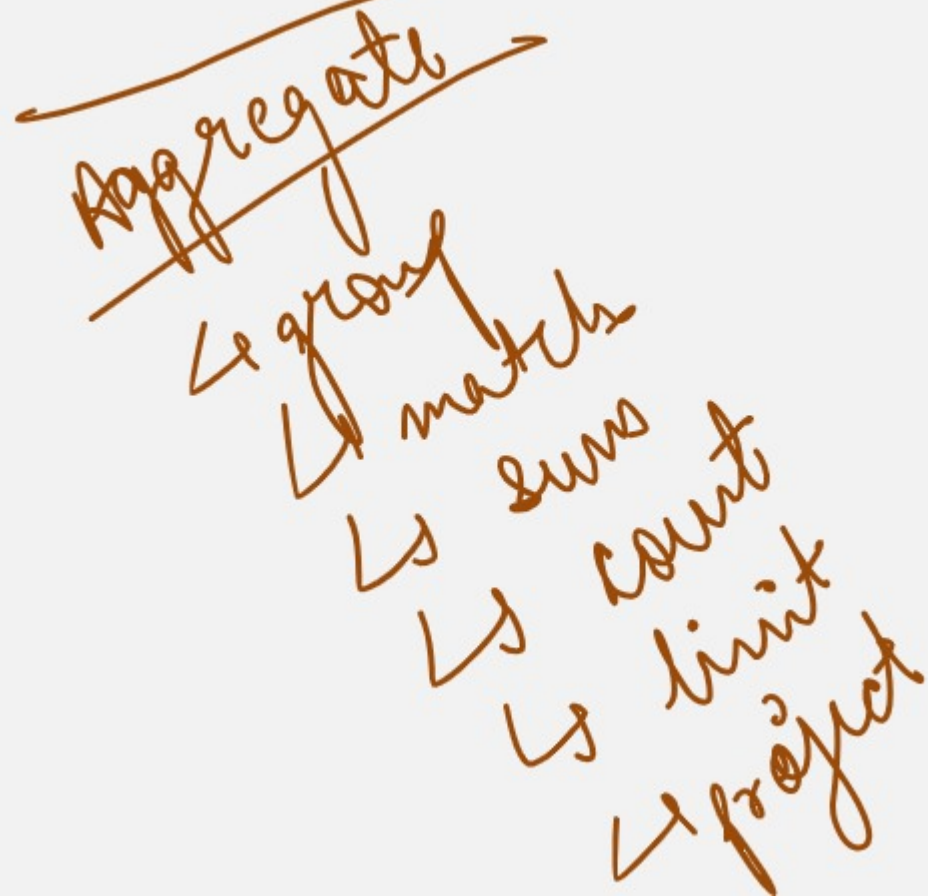 Aggregate
↳ group
↳ match
↳ sum
↳ count
↳ limit
↳ project